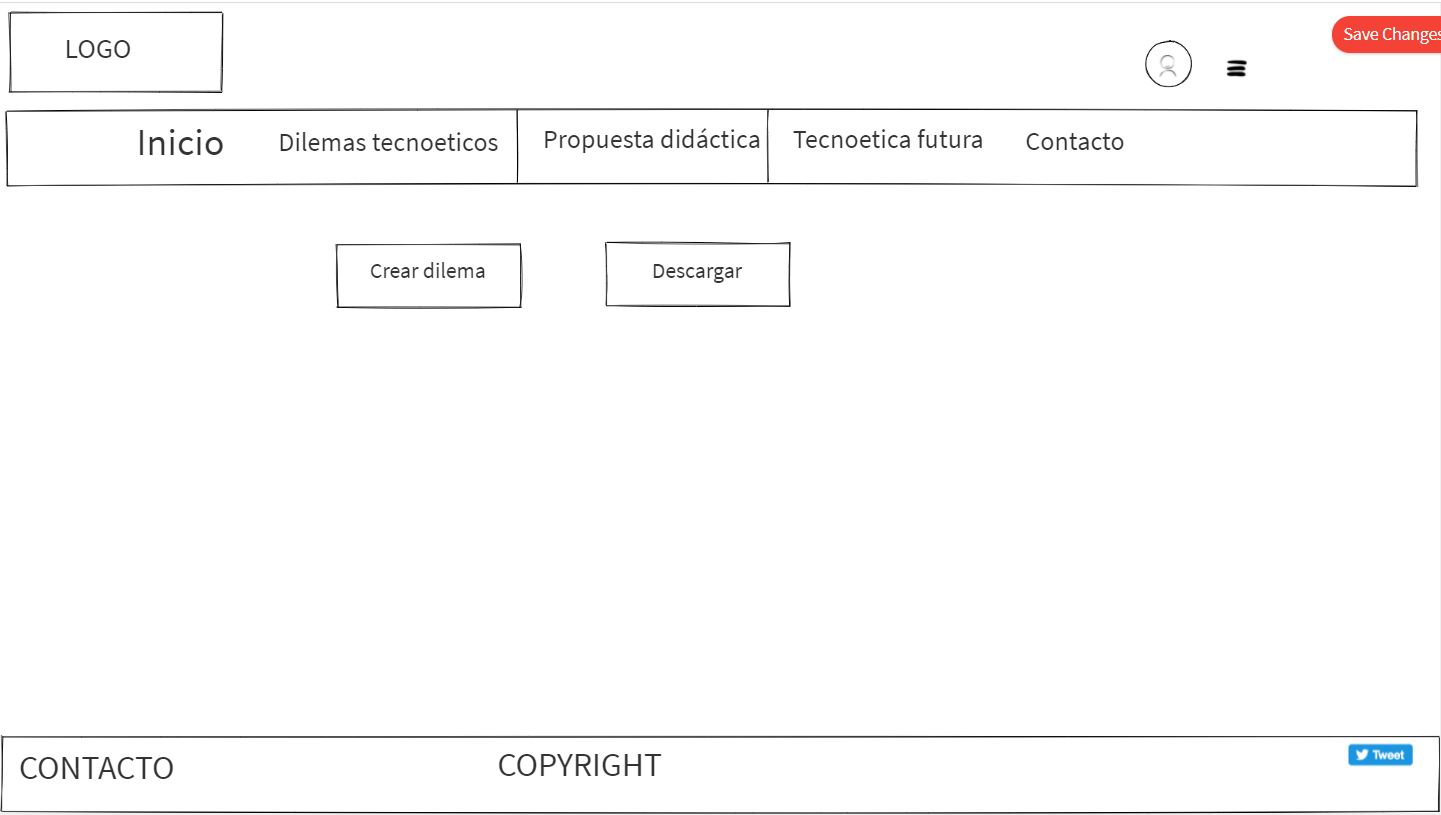 LOGO
Save Changes
Inicio
Dilemas tecnoeticos
Propuesta didáctica
Tecnoetica futura
Contacto
Crear dilema
Descargar
CONTACTO
COPYRIGHT
Tweet